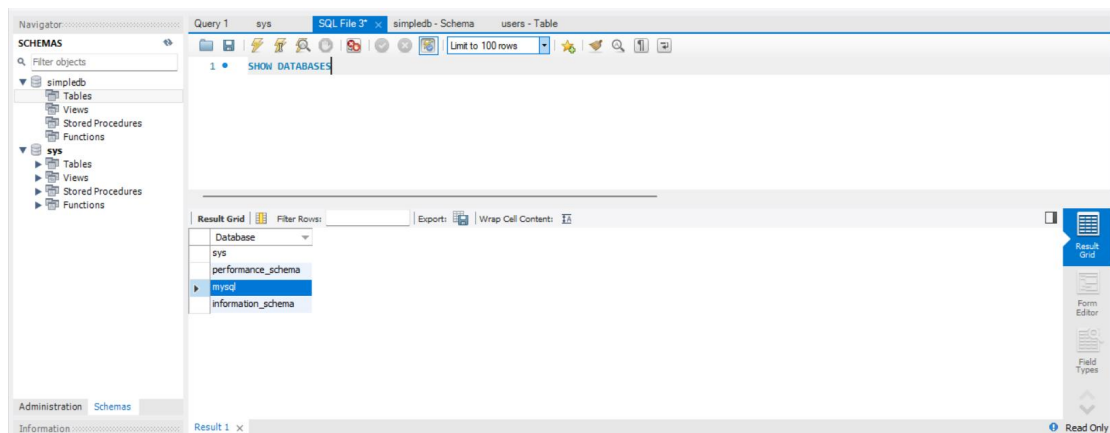 Navigator
SCHEMAS
Filter objects
simpledb
Tables
Views
Stored Procedures
Functions
sys
Tables
Views
Stored Procedures
Functions
Administration Schemas
Information
Query 1 sys SQL File 3* × simpledb - Schema users - Table
Limit to 100 rows
1 SHOW DATABASES
Result Grid Filter Rows: Export: Wrap Cell Content: IA
Database
sys
performance_schema
mysql
information_schema
Result
Grid
Form
Editor
Field
Types
Result 1 ×
Read Only